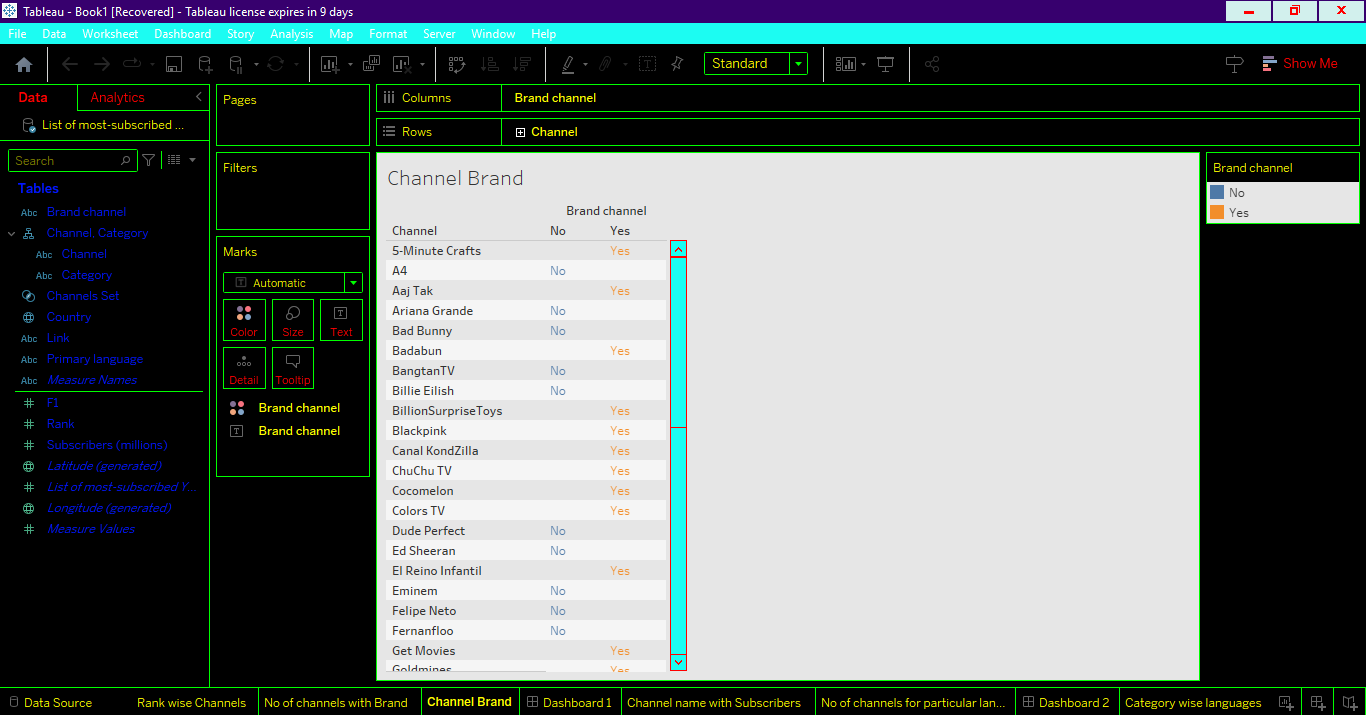 Tableau - Book1 [Recovered] - Tableau license expires in 9 days
File Data Worksheet Dashboard Story Analysis Map Format Server Window Help
Standard
Show Me
Data Analytics
List of most-subscribed ...
Search
Tables
Abc Brand channel
Channel, Category
Abc Channel
Abc Category
Channels Set
Country
Abc Link
Abc Primary language
Abc Measure Names
F1
Rank
Subscribers (millions)
Latitude (generated)
List of most-subscribed Y...
Longitude (generated)
Measure Values
Pages
Filters
Marks
T Automatic
Color Size Text
Detail Tooltip
Brand channel
T Brand channel
Columns Brand channel
Rows Channel
Channel Brand
Brand channel
Channel No Yes
5-Minute Crafts Yes
A4 No
Aaj Tak Yes
Ariana Grande No
Bad Bunny No
Badabun Yes
BangtanTV No
Billie Eilish No
BillionSurpriseToys Yes
Blackpink Yes
Canal KondZilla Yes
ChuChu TV Yes
Cocomelon Yes
Colors TV Yes
Dude Perfect No
Ed Sheeran No
El Reino Infantil Yes
Eminem No
Felipe Neto No
Fernanfloo No
Get Movies Yes
Goldmines Yes
Brand channel
No
Yes
Data Source Rank wise Channels No of channels with Brand Channel Brand Dashboard 1 Channel name with Subscribers No of channels for particular lan... Dashboard 2 Category wise languages